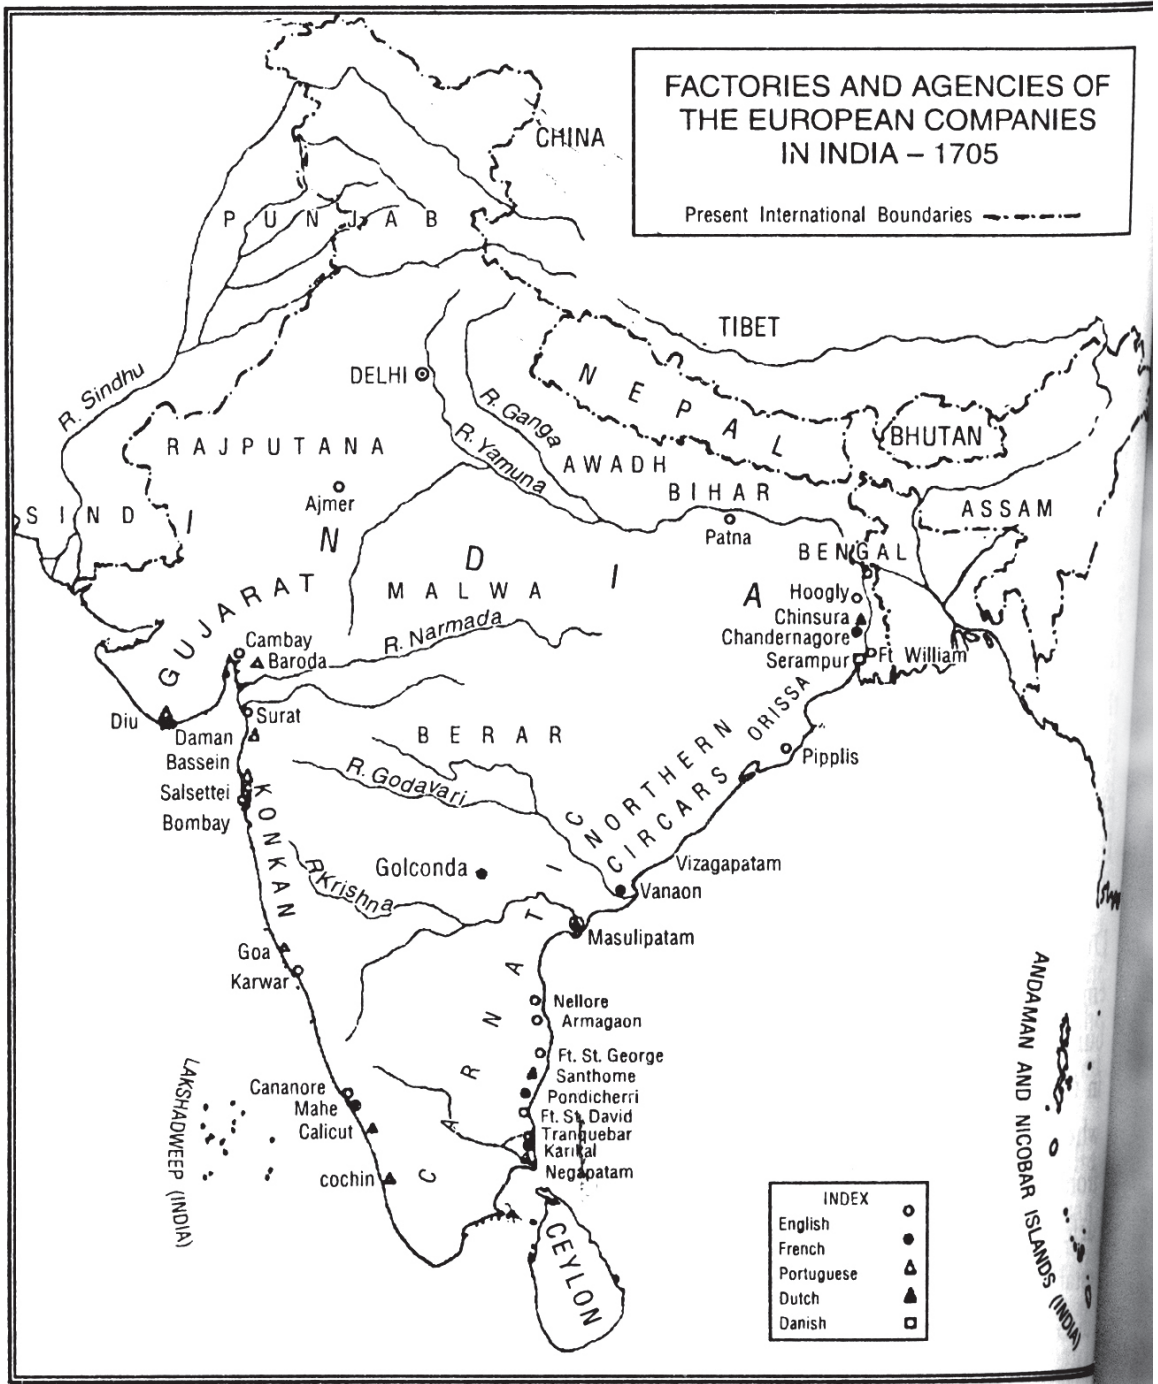 FACTORIES AND AGENCIES OF
THE EUROPEAN COMPANIES
IN INDIA – 1705
Present International Boundaries
CHINA
PUNJAB
TIBET
DELHI
NEPAL
R. Sindhu
R. Ganga
R. Yamuna
BHUTAN
RAJPUTANA
AWADH
BIHAR
ASSAM
Ajmer
SIND
INDIA
Patna
BENGAL
GUJARAT
MALWA
Hoogly
Chinsura
Chandernagore
Serampur
Ft. William
R. Narmada
Cambay
Baroda
Diu
Surat
Daman
Bassein
Salsettei
Bombay
BERAR
R. Godavari
ORISSA
NORTHERN
CIRCARS
Pipplis
KONKAN
Golconda
Vizagapatam
Vanaon
R Krishna
Masulipatam
CARNATIC
Goa
Karwar
Nellore
Armagaon
Ft. St. George
Santhome
Pondicherri
Ft. St. David
Tranquebar
Karikal
Negapatam
Cananore
Mahe
Calicut
cochin
LAKSHADWEEP (INDIA)
ANDAMAN AND NICOBAR ISLANDS (INDIA)
CEYLON
INDEX
English
French
Portuguese
Dutch
Danish